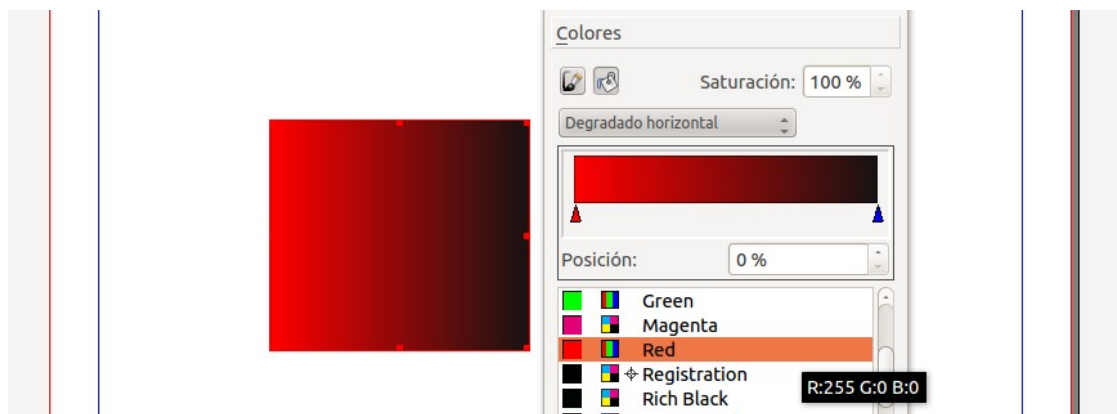 Colores
Saturación: 100 %
Degradado horizontal
Posición: 0 %
Green
Magenta
Red
Registration
R:255 G:0 B:0
Rich Black